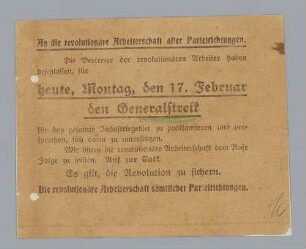 An die revolutionäre Arbeiterschaft aller Parteirichtungen.
Die Vertreter der revolutionären Arbeiter haben
beschlossen, für
heute, Montag, den 17. Februar
den Generalstreik
für das gesamte Industriegebiet zu proklamieren und ver-
sprechen, sich darin zu unterstützen.
Wir bitten die revolutionäre Arbeiterschaft dem Rufe
Folge zu leisten. Auf zur Tat!
Es gilt, die Revolution zu sichern.
Die revolutionäre Arbeiterschaft sämtlicher Parteirichtungen.